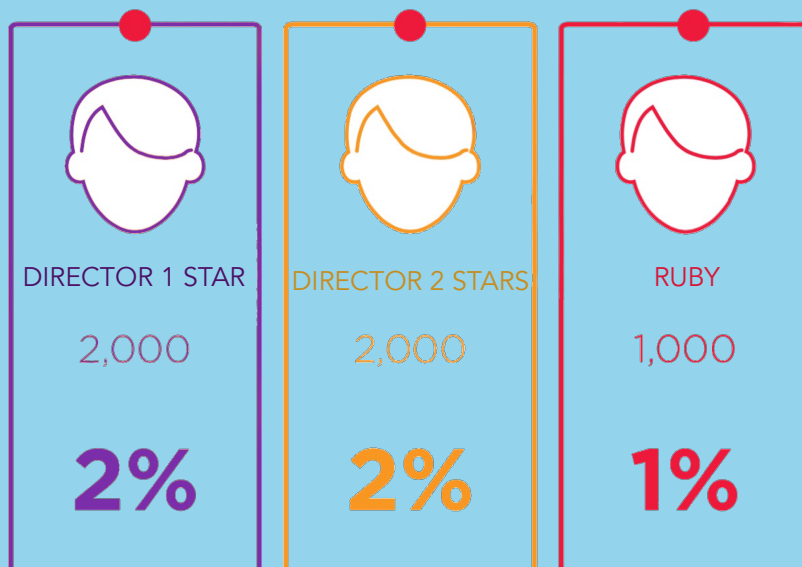 DIRECTOR 1 STAR
2,000
2%
DIRECTOR 2 STARS
2,000
2%
RUBY
1,000
1%